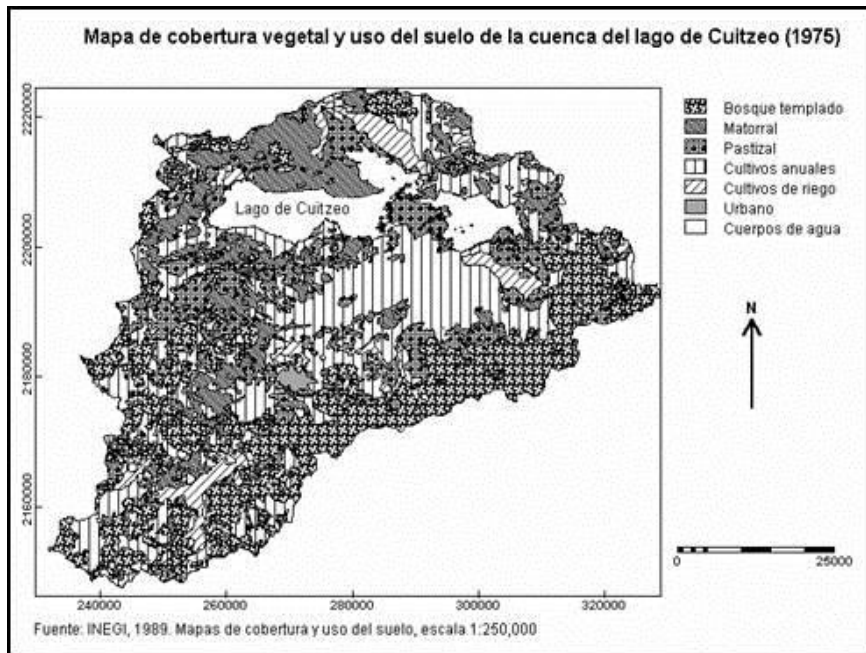 Mapa de cobertura vegetal y uso del suelo de la cuenca del lago de Cuitzeo (1975)
2220000
2200000
2180000
2160000
Lago de Cuitzeo
Bosque templado
Matorral
Pastizal
Cultivos anuales
Cultivos de riego
Urbano
Cuerpos de agua
N
0 25000
240000 260000 280000 300000 320000
Fuente: INEGI, 1989. Mapas de cobertura y uso del suelo, escala 1:250,000